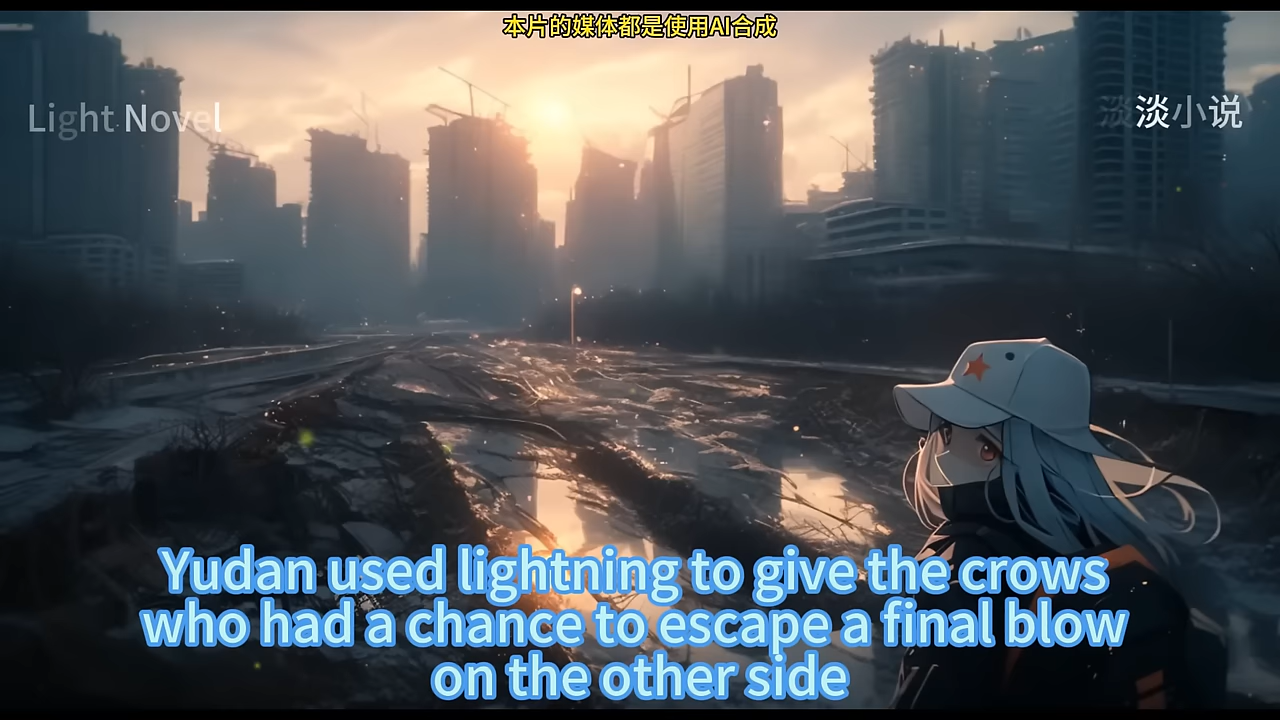 本片的媒体都是使用AI合成
Light Novel
淡淡小说
Yudan used lightning to give the crows
who had a chance to escape a final blow
on the other side